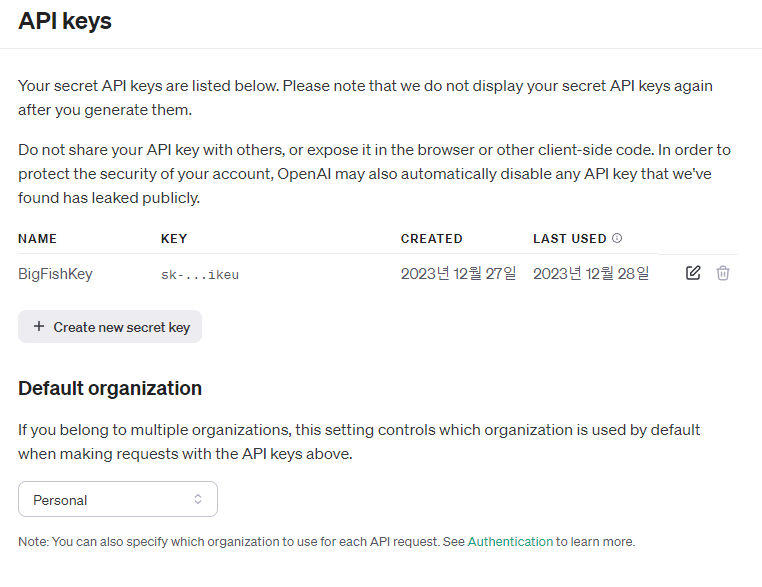 API keys
Your secret API keys are listed below. Please note that we do not display your secret API keys again
after you generate them.
Do not share your API key with others, or expose it in the browser or other client-side code. In order to
protect the security of your account, OpenAI may also automatically disable any API key that we've
found has leaked publicly.
NAME KEY CREATED LAST USED
BigFishKey sk-...ikeu 2023년 12월 27일 2023년 12월 28일
+ Create new secret key
Default organization
If you belong to multiple organizations, this setting controls which organization is used by default
when making requests with the API keys above.
Personal
Note: You can also specify which organization to use for each API request. See Authentication to learn more.